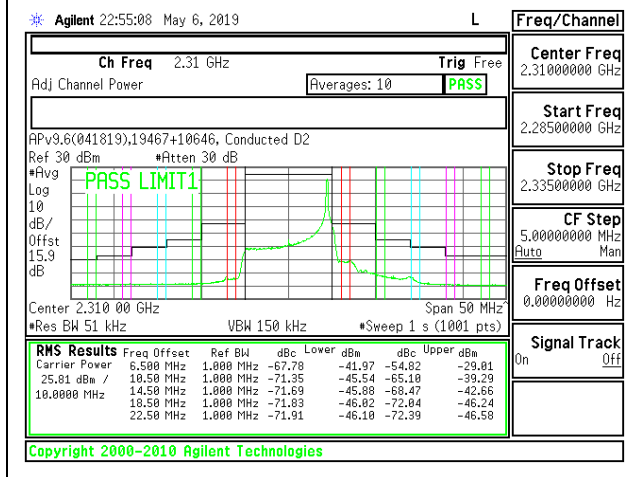 Agilent 22:55:08 May 6, 2019 L Freq/Channel
Ch Freq 2.31 GHz Trig Free
Adj Channel Power Averages: 10 PASS
Center Freq
2.31000000 GHz
Start Freq
2.28500000 GHz
Stop Freq
2.33500000 GHz
CF Step
5.00000000 MHz
Auto Man
Freq Offset
0.00000000 Hz
Signal Track
On Off
APv9.6(041819),19467+10646, Conducted D2
Ref 30 dBm #Atten 30 dB
#Avg
Log
10
dB/
Offst
15.9
dB
PASS LIMIT1
Center 2.310 00 GHz Span 50 MHz^
#Res BW 51 kHz VBW 150 kHz #Sweep 1 s (1001 pts)
RMS Results Freq Offset Ref BW dBc Lower dBm dBc Upper dBm
Carrier Power 6.500 MHz 1.000 MHz -67.78 -41.97 -54.82 -29.01
25.81 dBm / 10.50 MHz 1.000 MHz -71.35 -45.54 -65.10 -39.29
10.0000 MHz 14.50 MHz 1.000 MHz -71.69 -45.88 -68.47 -42.66
18.50 MHz 1.000 MHz -71.83 -46.02 -72.04 -46.24
22.50 MHz 1.000 MHz -71.91 -46.10 -72.39 -46.58
Copyright 2000-2010 Agilent Technologies